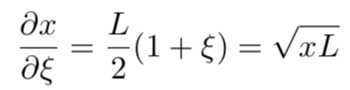 ∂x/∂ξ = L/2 (1 + ξ) = √(xL)